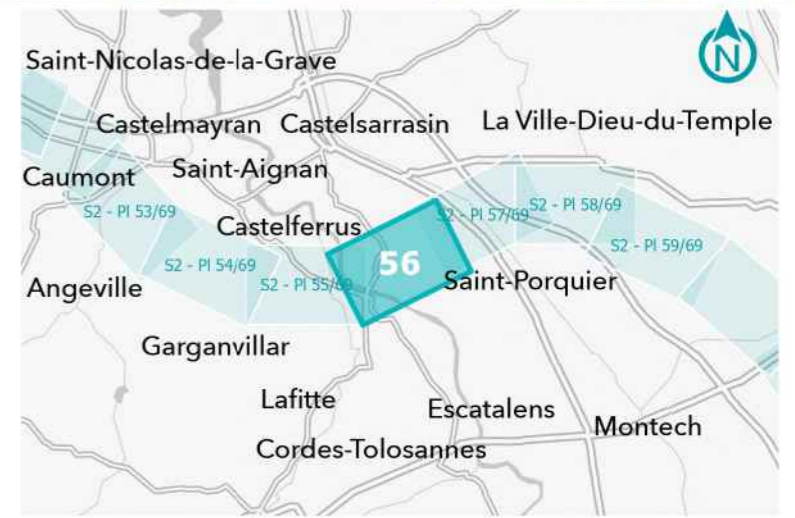 N
Saint-Nicolas-de-la-Grave
Castelmayran
Castelsarrasin
La Ville-Dieu-du-Temple
Saint-Aignan
Caumont
S2 - Pl 53/69
Castelferrus
S2 - Pl 57/69
S2 - Pl 58/69
S2 - Pl 59/69
S2 - Pl 54/69
56
S2 - Pl 55/69
Saint-Porquier
Angeville
Garganvillar
Lafitte
Escatalens
Montech
Cordes-Tolosannes